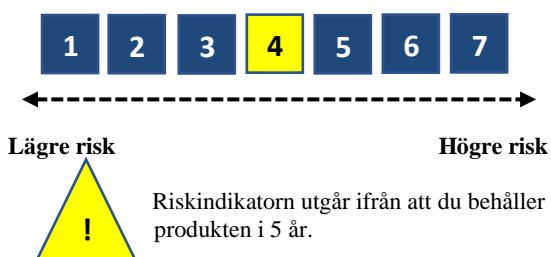 1 2 3 4 5 6 7
Lägre risk Högre risk
! Riskindikatorn utgår ifrån att du behåller
produkten i 5 år.